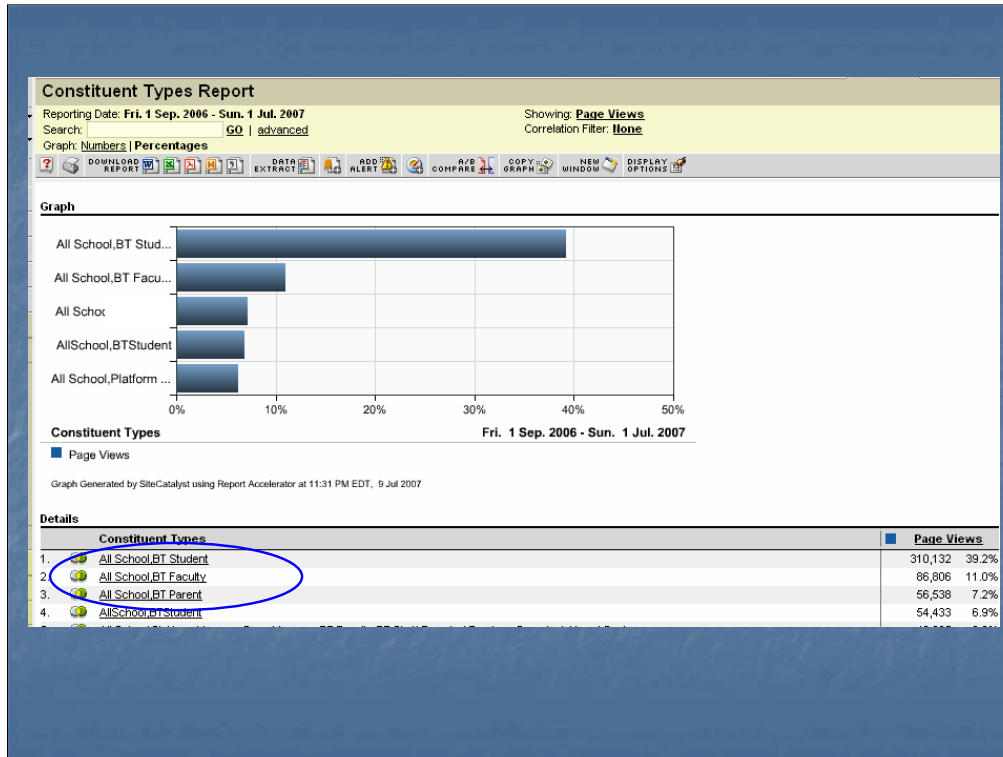 Constituent Types Report
Reporting Date: Fri. 1 Sep. 2006 - Sun. 1 Jul. 2007 Showing: Page Views
Search: GO | advanced Correlation Filter: None
Graph: Numbers | Percentages
DOWNLOAD REPORT EXTRACT DATA ADD ALERT A/B COMPARE COPY GRAPH NEW WINDOW DISPLAY OPTIONS
Graph
All School,BT Stud...
All School,BT Facu...
All Schoo
AllSchool,BTStudent
All School,Platform ...
0% 10% 20% 30% 40% 50%
Constituent Types Fri. 1 Sep. 2006 - Sun. 1 Jul. 2007
Page Views
Graph Generated by SiteCatalyst using Report Accelerator at 11:31 PM EDT, 9 Jul 2007
Details
Constituent Types Page Views
1. All School,BT Student 310,132 39.2%
2. All School,BT Faculty 86,806 11.0%
3. All School,BT Parent 56,538 7.2%
4. AllSchool,BTStudent 54,433 6.9%